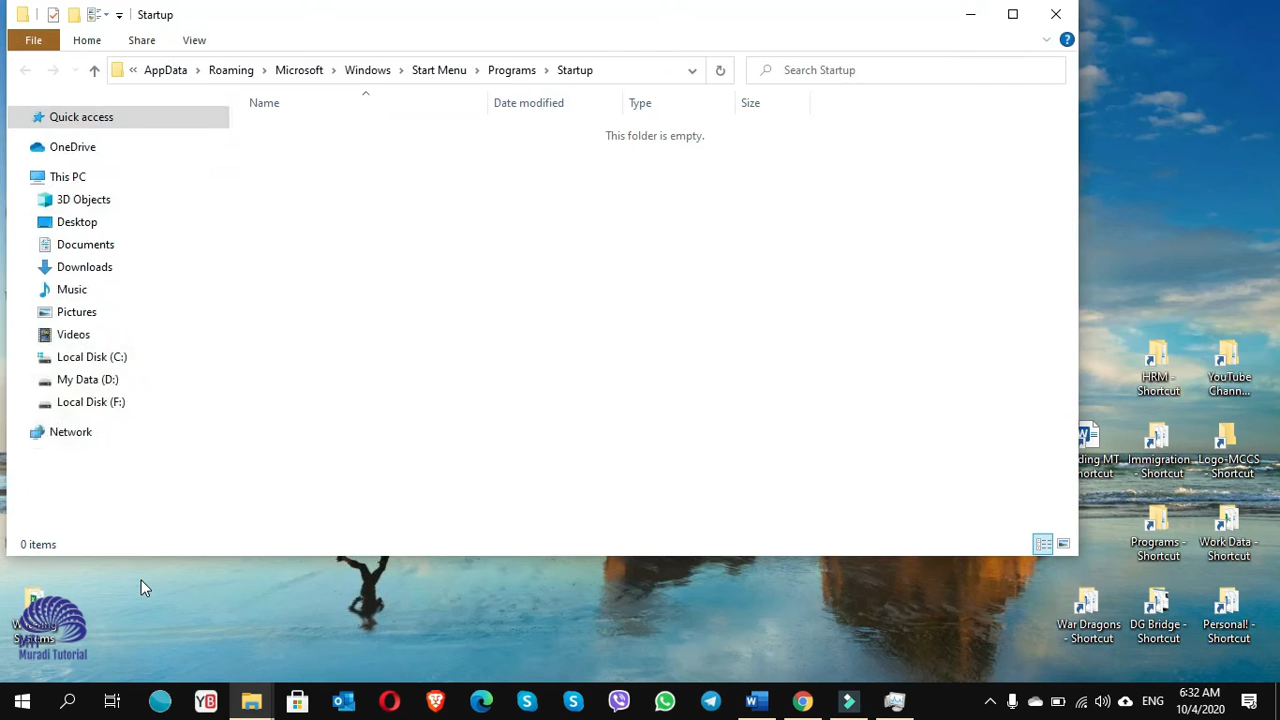 Startup
File Home Share View
« AppData > Roaming > Microsoft > Windows > Start Menu > Programs > Startup
Search Startup
Name Date modified Type Size
This folder is empty.
Quick access
OneDrive
This PC
3D Objects
Desktop
Documents
Downloads
Music
Pictures
Videos
Local Disk (C:)
My Data (D:)
Local Disk (F:)
Network
0 items
HRM -
Shortcut
YouTube
Chann...
Immigration
- Shortcut
Logo-MCCS
- Shortcut
Programs -
Shortcut
Work Data -
Shortcut
War Dragons
- Shortcut
DG Bridge -
Shortcut
Personal! -
Shortcut
Muradi Tutorial
ENG
6:32 AM
10/4/2020